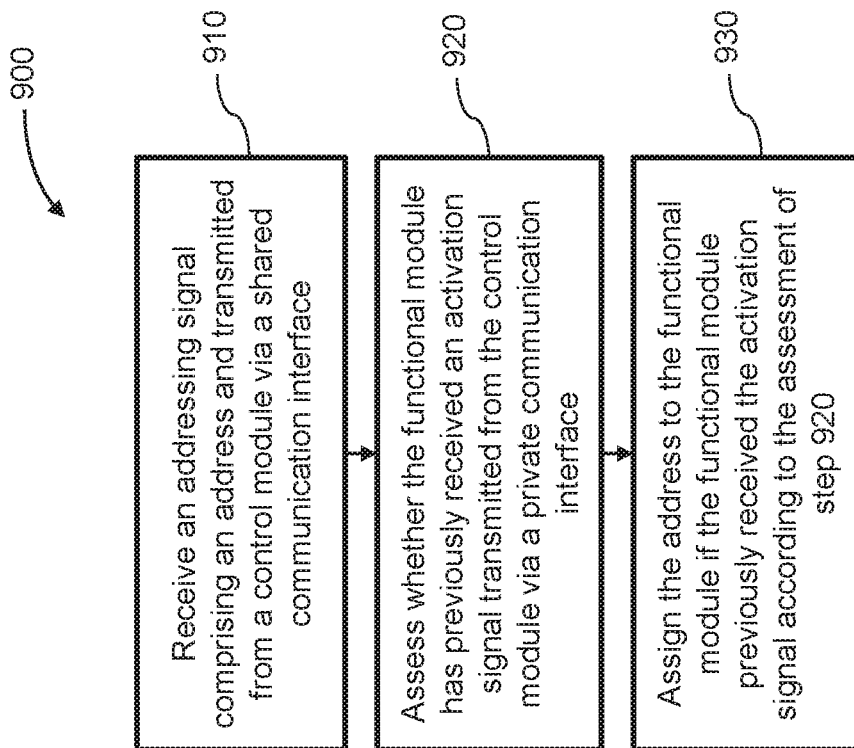 900
Receive an addressing signal
comprising an address and transmitted
from a control module via a shared
communication interface
910
Assess whether the functional module
has previously received an activation
signal transmitted from the control
module via a private communication
interface
920
Assign the address to the functional
module if the functional module
previously received the activation
signal according to the assessment of
step 920
930